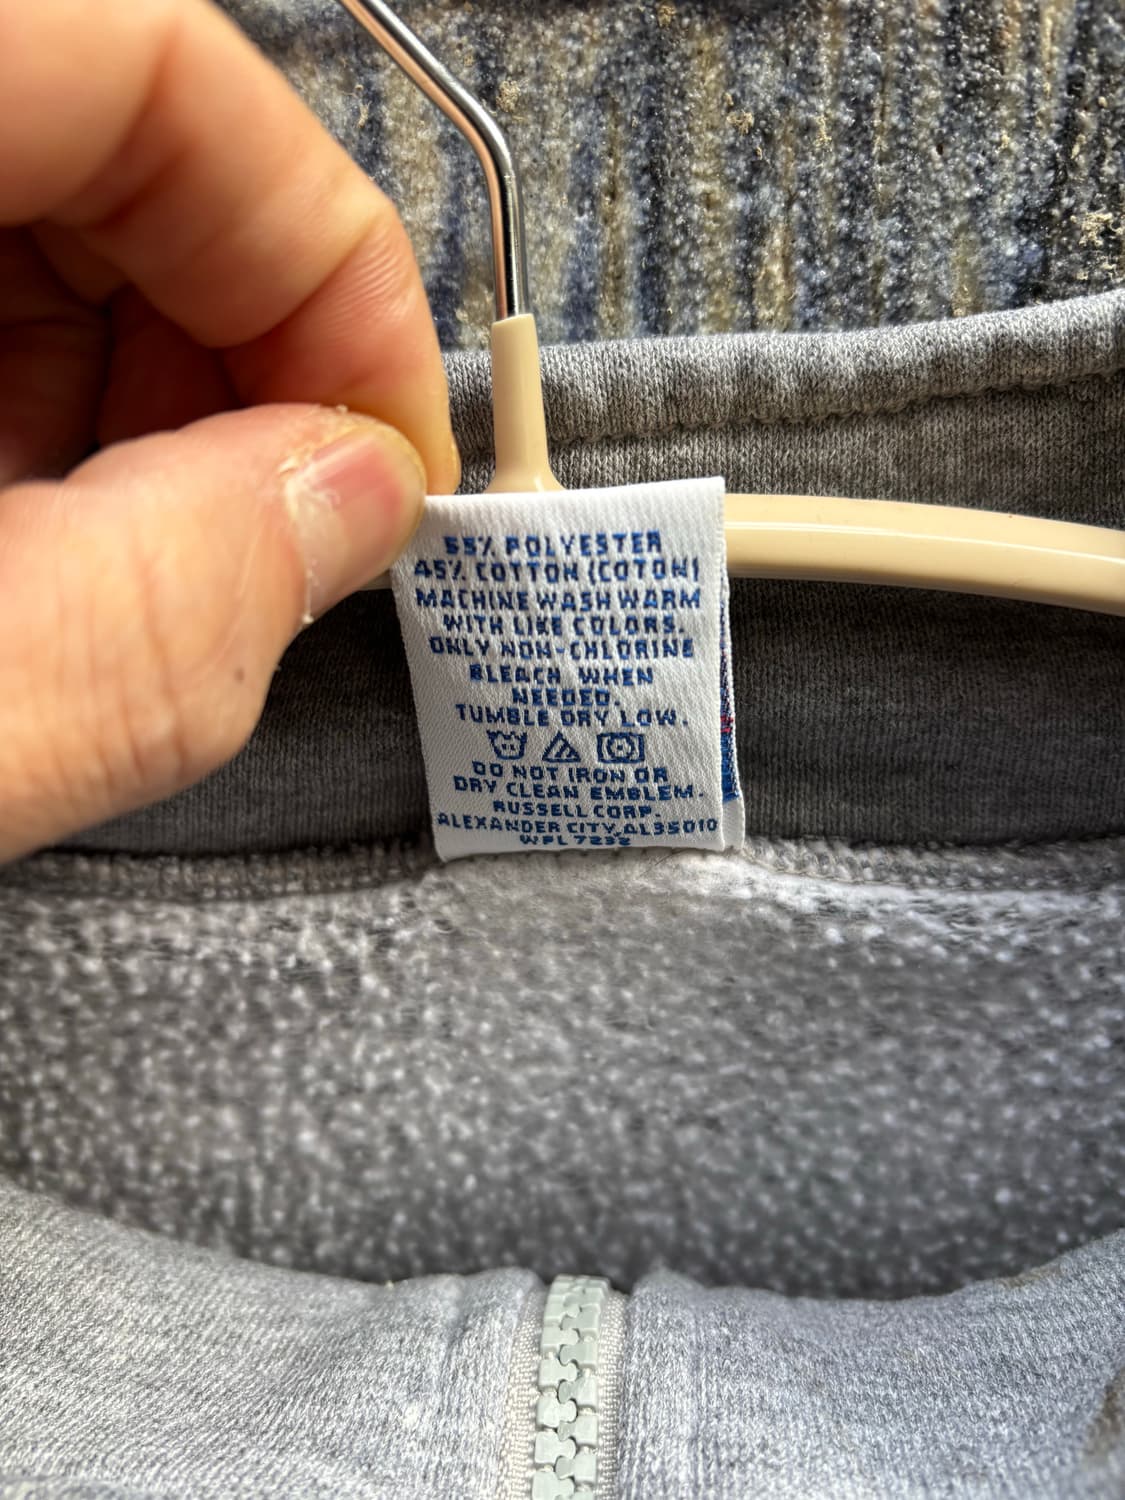 55% POLYESTER
45% COTTON (COTON)
MACHINE WASH WARM
WITH LIKE COLORS.
ONLY NON-CHLORINE
BLEACH, WHEN
NEEDED.
TUMBLE DRY LOW.
DO NOT IRON OR
DRY CLEAN EMBLEM.
RUSSELL CORP.
ALEXANDER CITY, AL35010
WPL 7232